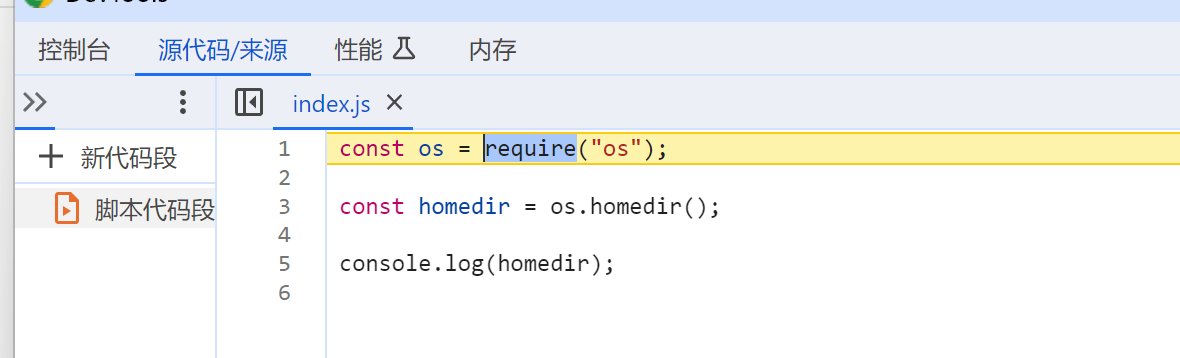 DevTools
控制台 源代码/来源 性能 内存
index.js
新代码段
脚本代码段
1 const os = require("os");
2
3 const homedir = os.homedir();
4
5 console.log(homedir);
6